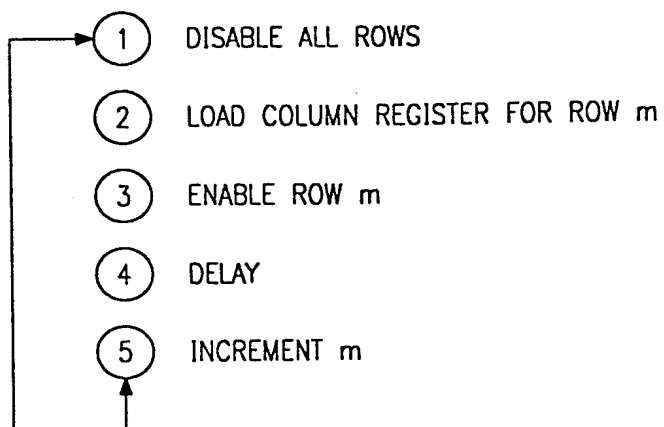 1 DISABLE ALL ROWS
2 LOAD COLUMN REGISTER FOR ROW m
3 ENABLE ROW m
4 DELAY
5 INCREMENT m